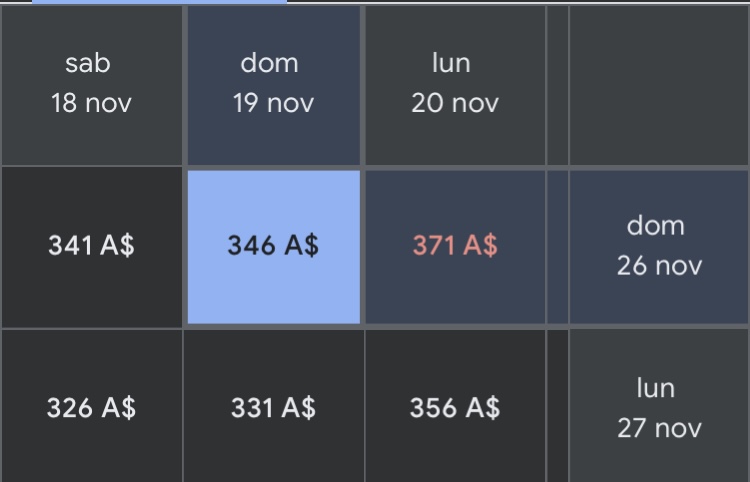 sab
18 nov
dom
19 nov
lun
20 nov
341 A$
346 A$
371 A$
dom
26 nov
326 A$
331 A$
356 A$
lun
27 nov